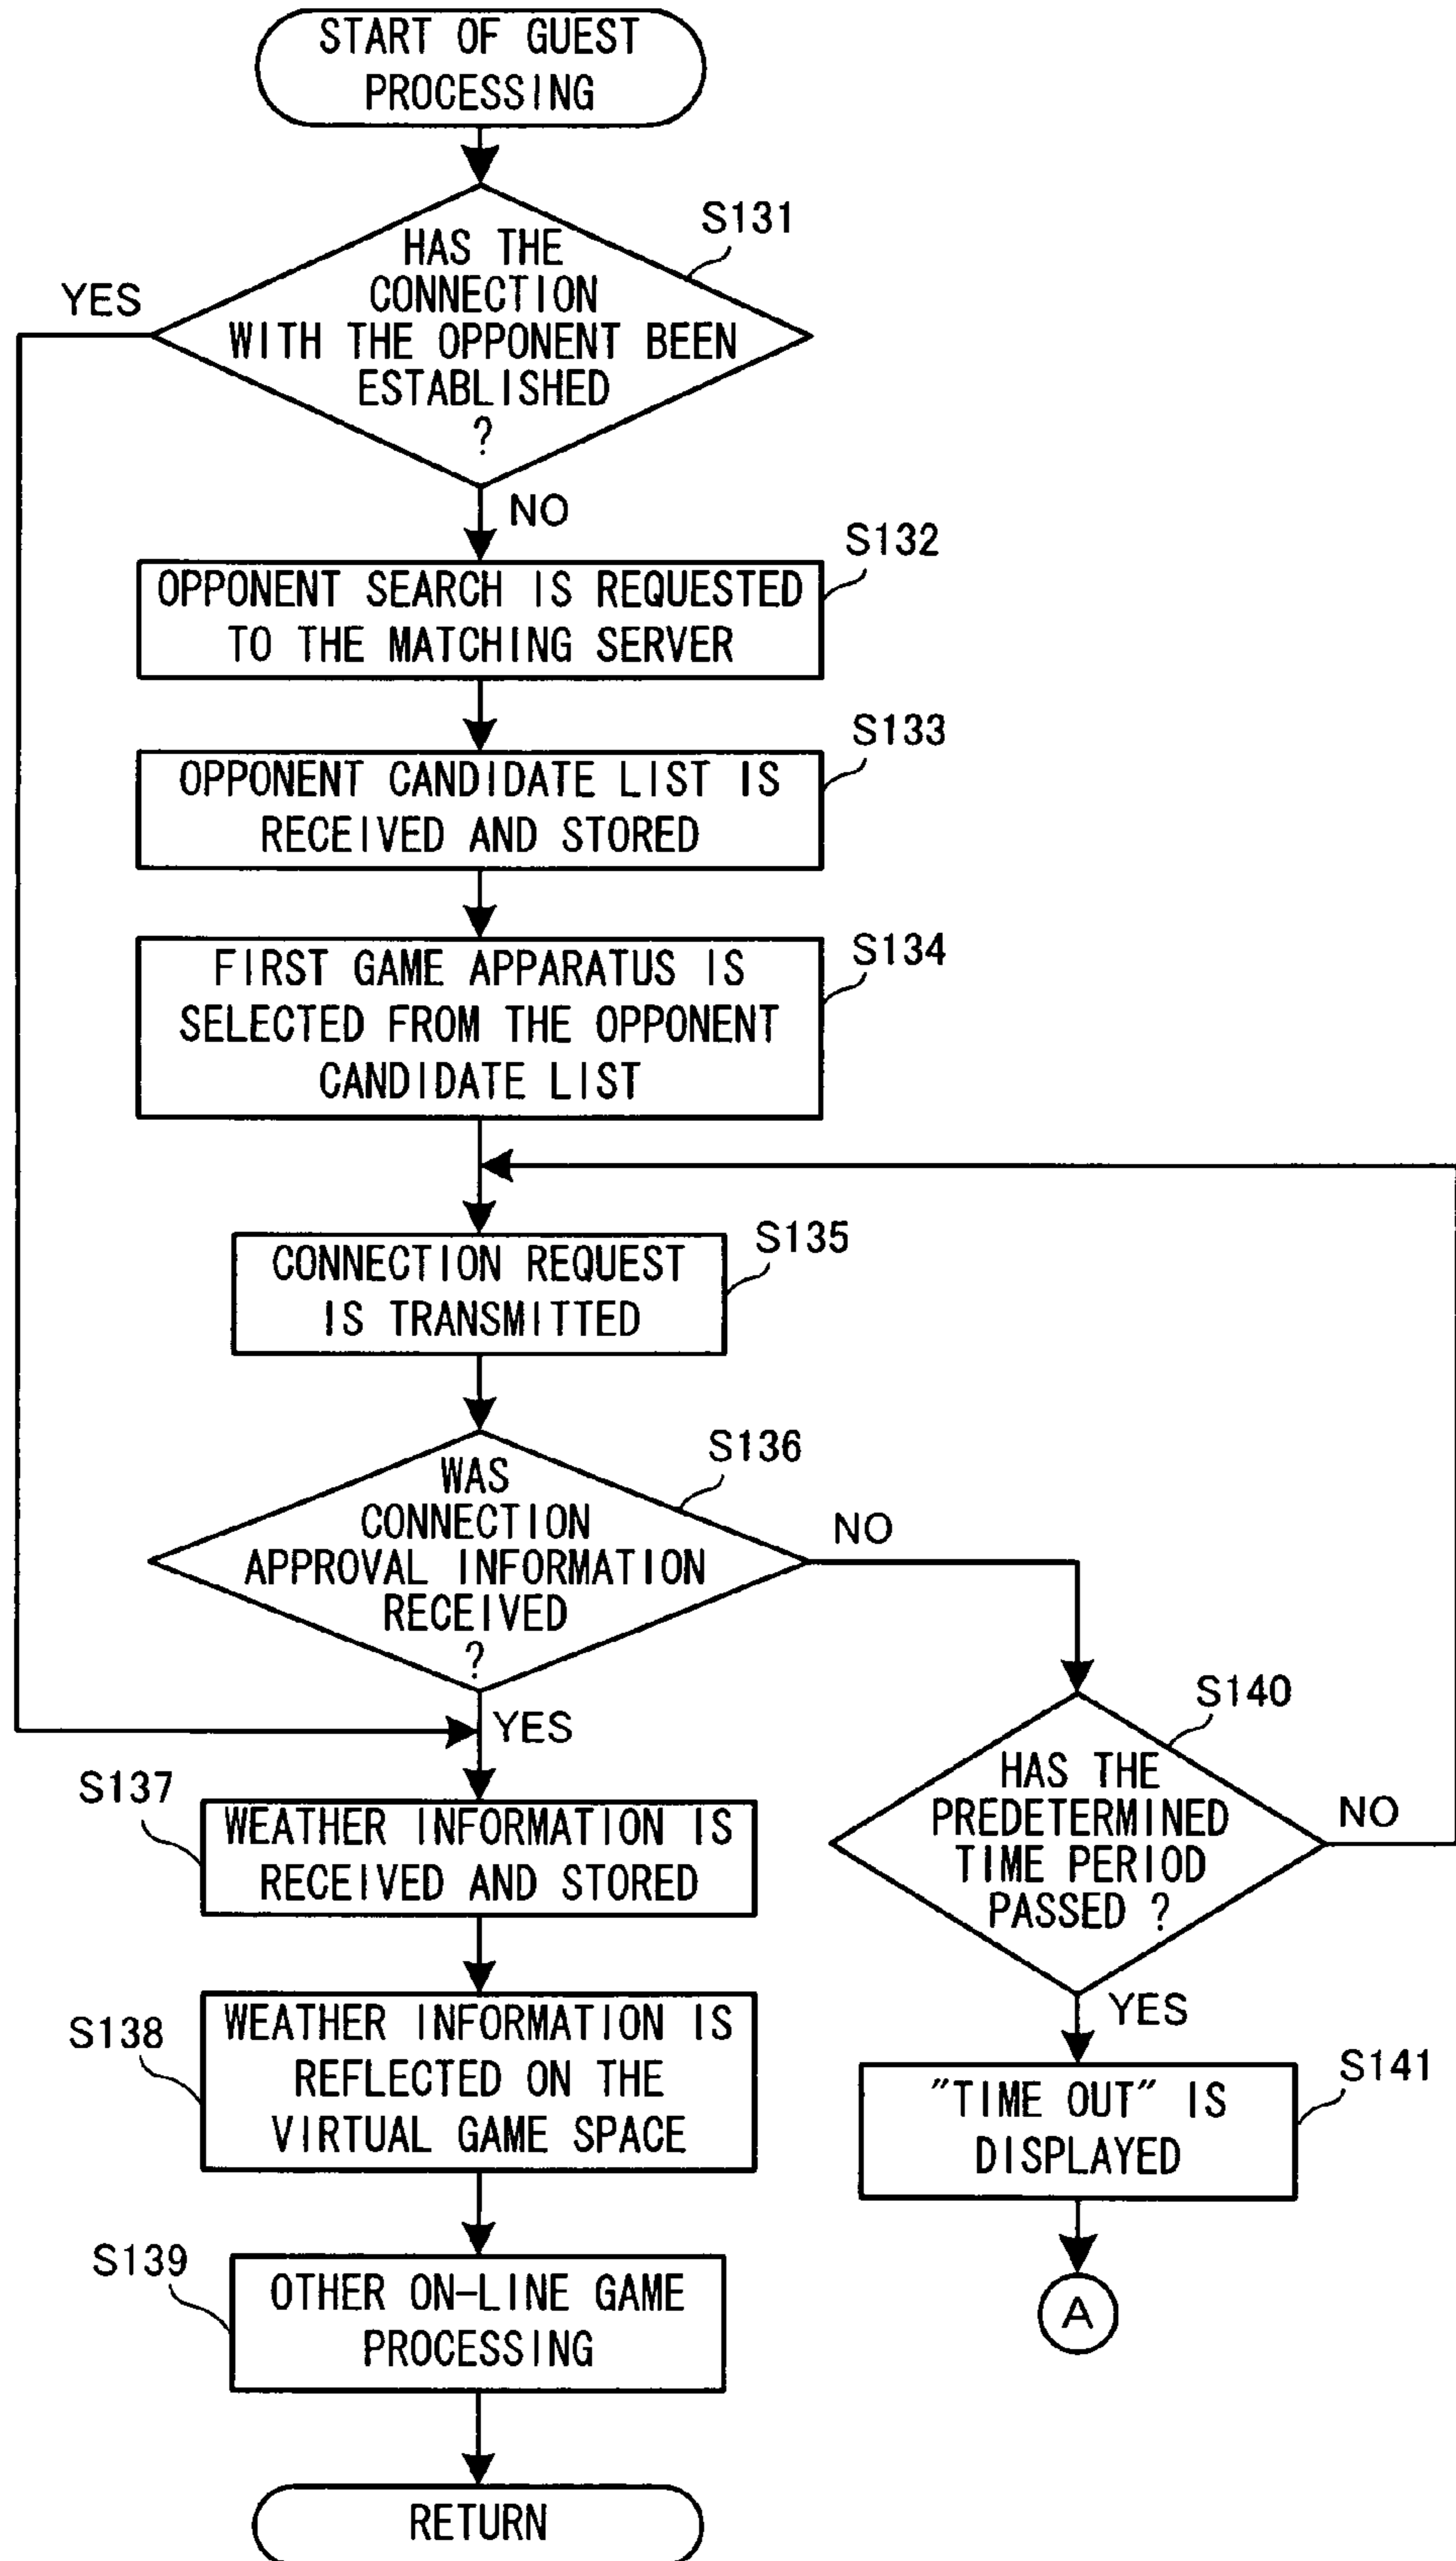 START OF GUEST
PROCESSING
S131
HAS THE
CONNECTION
WITH THE OPPONENT BEEN
ESTABLISHED
?
YES
NO
S132
OPPONENT SEARCH IS REQUESTED
TO THE MATCHING SERVER
S133
OPPONENT CANDIDATE LIST IS
RECEIVED AND STORED
S134
FIRST GAME APPARATUS IS
SELECTED FROM THE OPPONENT
CANDIDATE LIST
S135
CONNECTION REQUEST
IS TRANSMITTED
S136
WAS
CONNECTION
APPROVAL INFORMATION
RECEIVED
?
NO
YES
S140
HAS THE
PREDETERMINED
TIME PERIOD
PASSED ?
NO
YES
S137
WEATHER INFORMATION IS
RECEIVED AND STORED
S138
WEATHER INFORMATION IS
REFLECTED ON THE
VIRTUAL GAME SPACE
S141
"TIME OUT" IS
DISPLAYED
A
S139
OTHER ON-LINE GAME
PROCESSING
RETURN